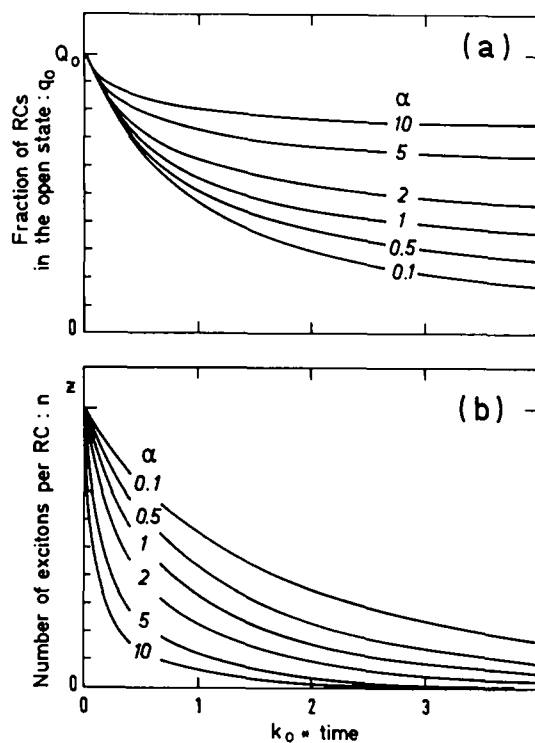 (a)
Q₀
Fraction of RCs
in the open state : q₀
α
10
5
2
1
0.5
0.1
0
(b)
z
Number of excitons per RC : n
α
0.1
0.5
1
2
5
10
0
0 1 2 3
k₀ * time